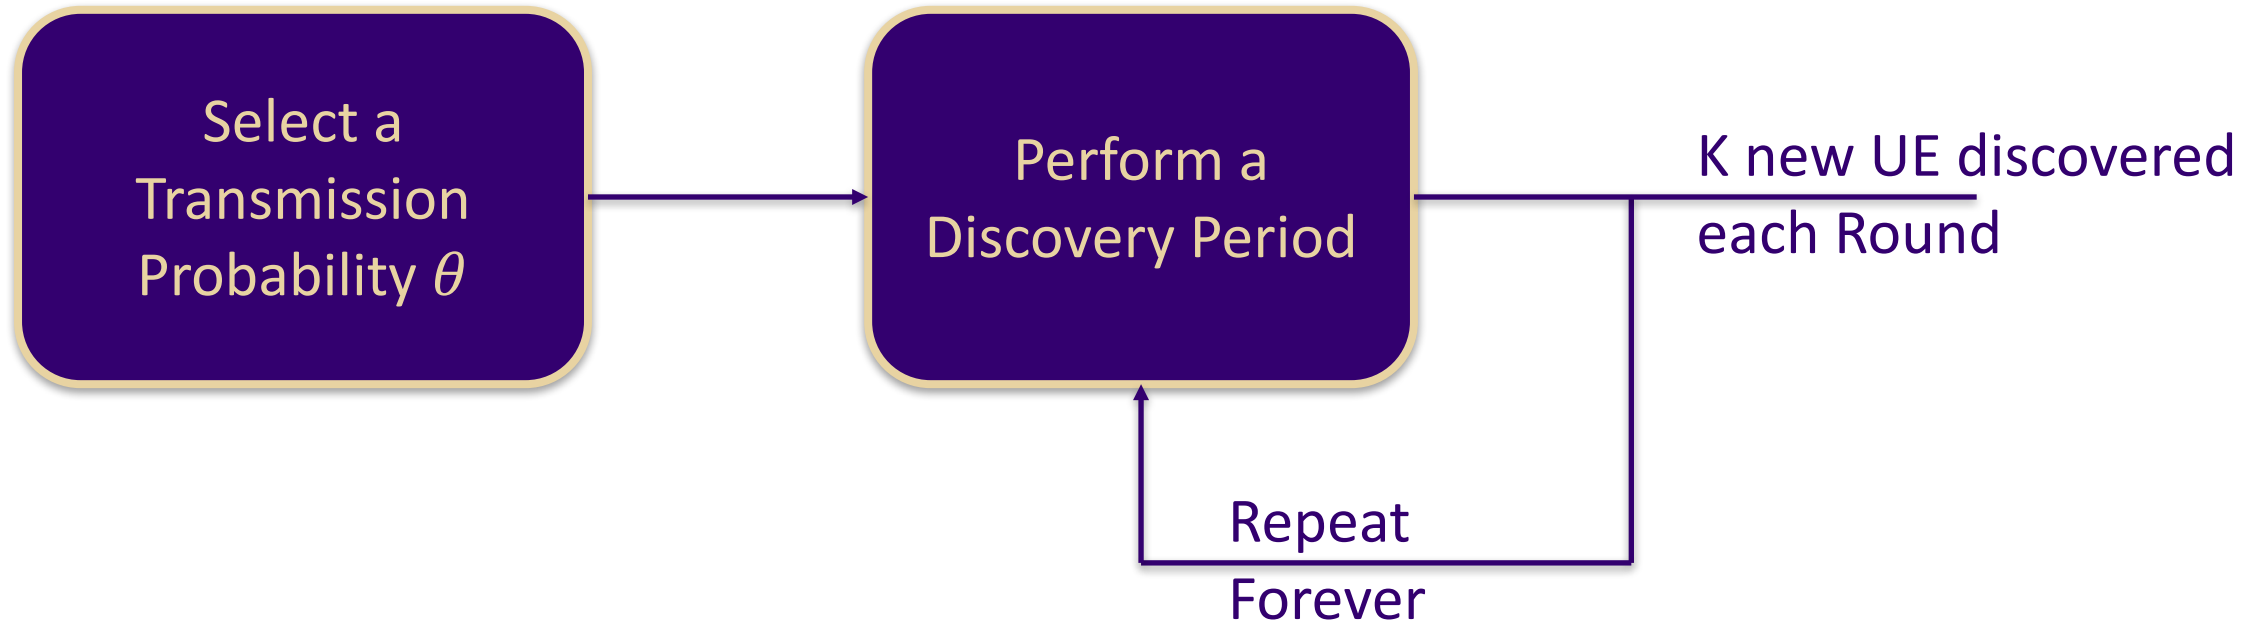 Select a
Transmission
Probability θ
Perform a
Discovery Period
K new UE discovered
each Round
Repeat
Forever